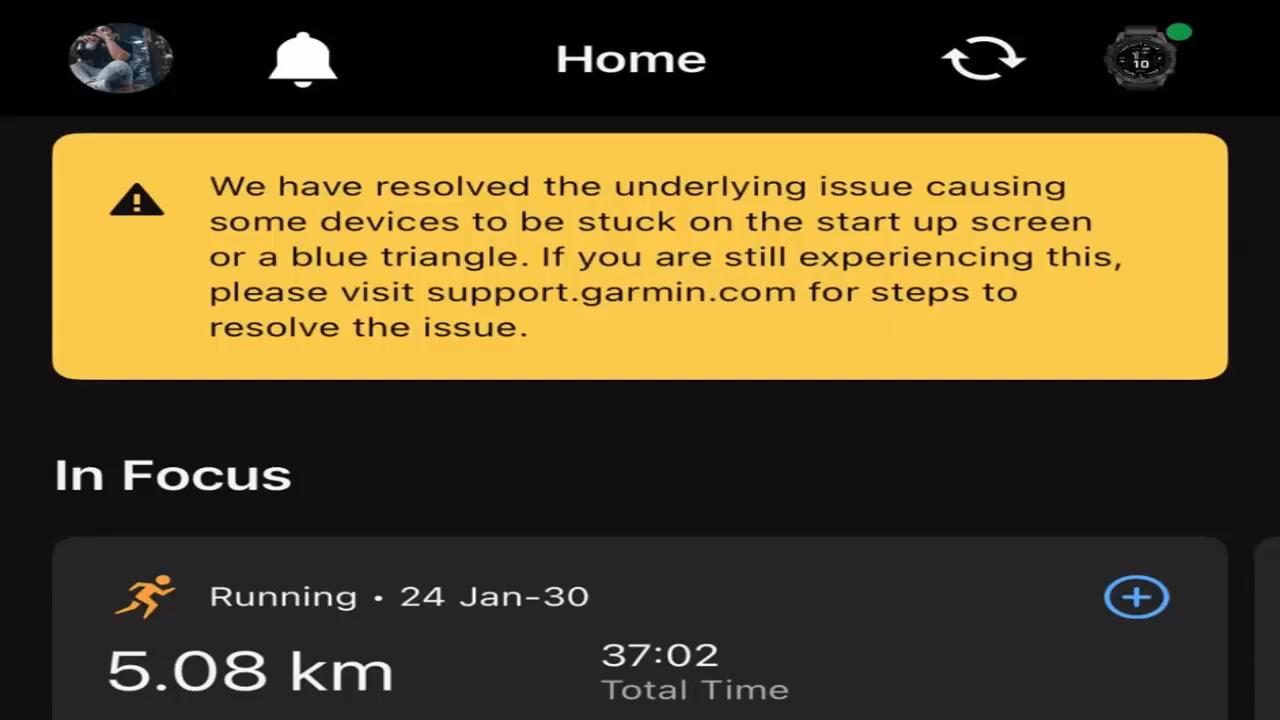 Home
10
We have resolved the underlying issue causing
some devices to be stuck on the start up screen
or a blue triangle. If you are still experiencing this,
please visit support.garmin.com for steps to
resolve the issue.
In Focus
Running • 24 Jan-30
5.08 km
37:02
Total Time